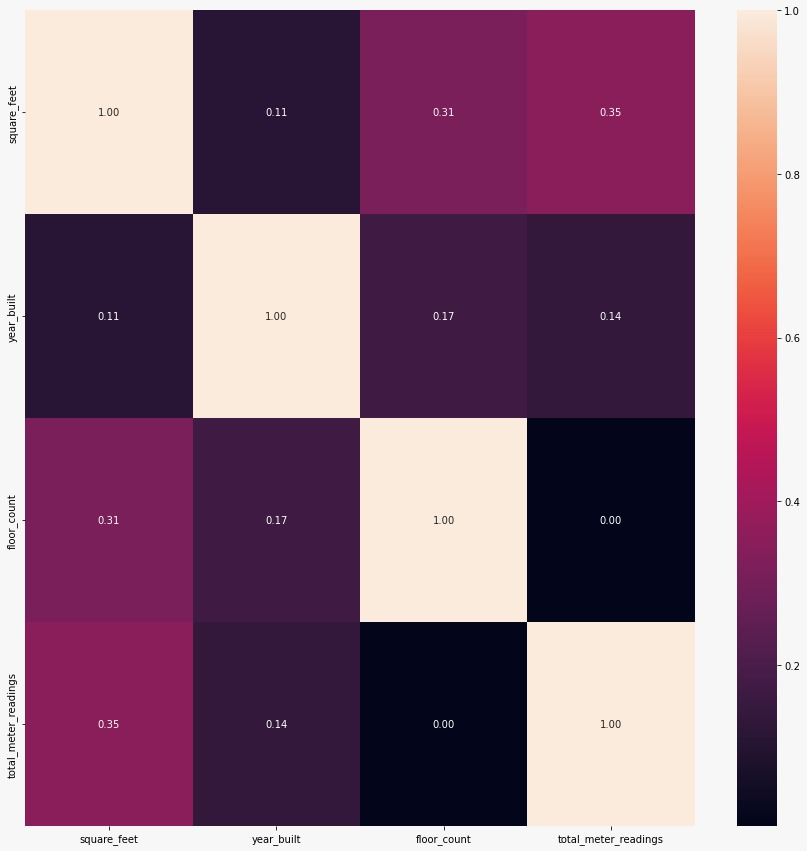 square_feet
1.00 0.11 0.31 0.35
year_built
0.11 1.00 0.17 0.14
floor_count
0.31 0.17 1.00 0.00
total_meter_readings
0.35 0.14 0.00 1.00
square_feet year_built floor_count total_meter_readings
1.0
0.8
0.6
0.4
0.2